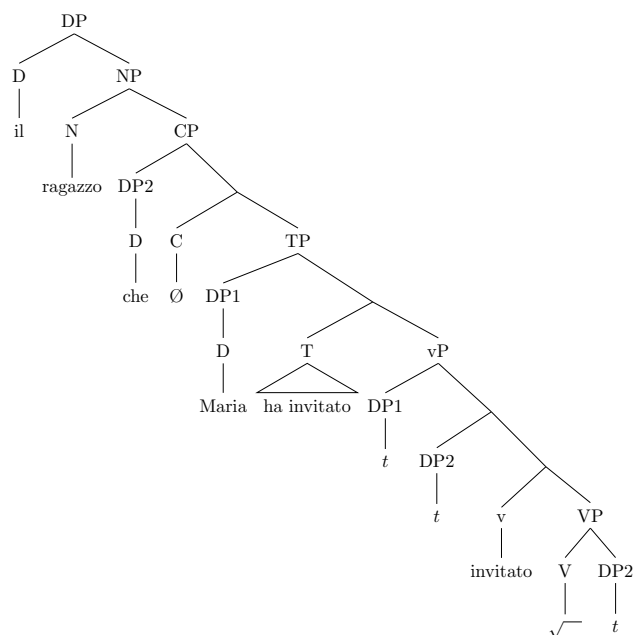 DP
D NP
il N CP
ragazzo DP2
D C TP
che Ø DP1
D T vP
Maria ha invitato DP1
t DP2
t v VP
invitato V DP2
√ t